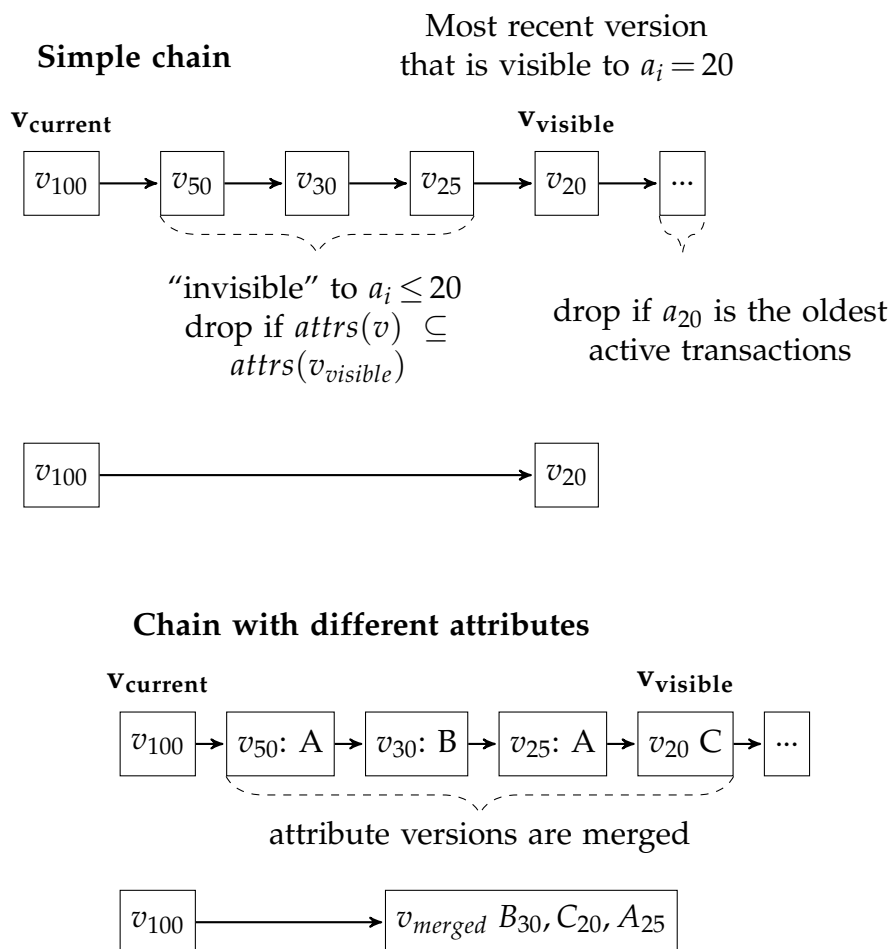 Simple chain
Most recent version
that is visible to a_i = 20
v_current
v_visible
v_100 v_50 v_30 v_25 v_20 ...
“invisible” to a_i ≤ 20
drop if attrs(v) ⊆
attrs(v_visible)
drop if a_20 is the oldest
active transactions
v_100 v_20
Chain with different attributes
v_current
v_visible
v_100 v_50: A v_30: B v_25: A v_20 C ...
attribute versions are merged
v_100 v_merged B_30, C_20, A_25